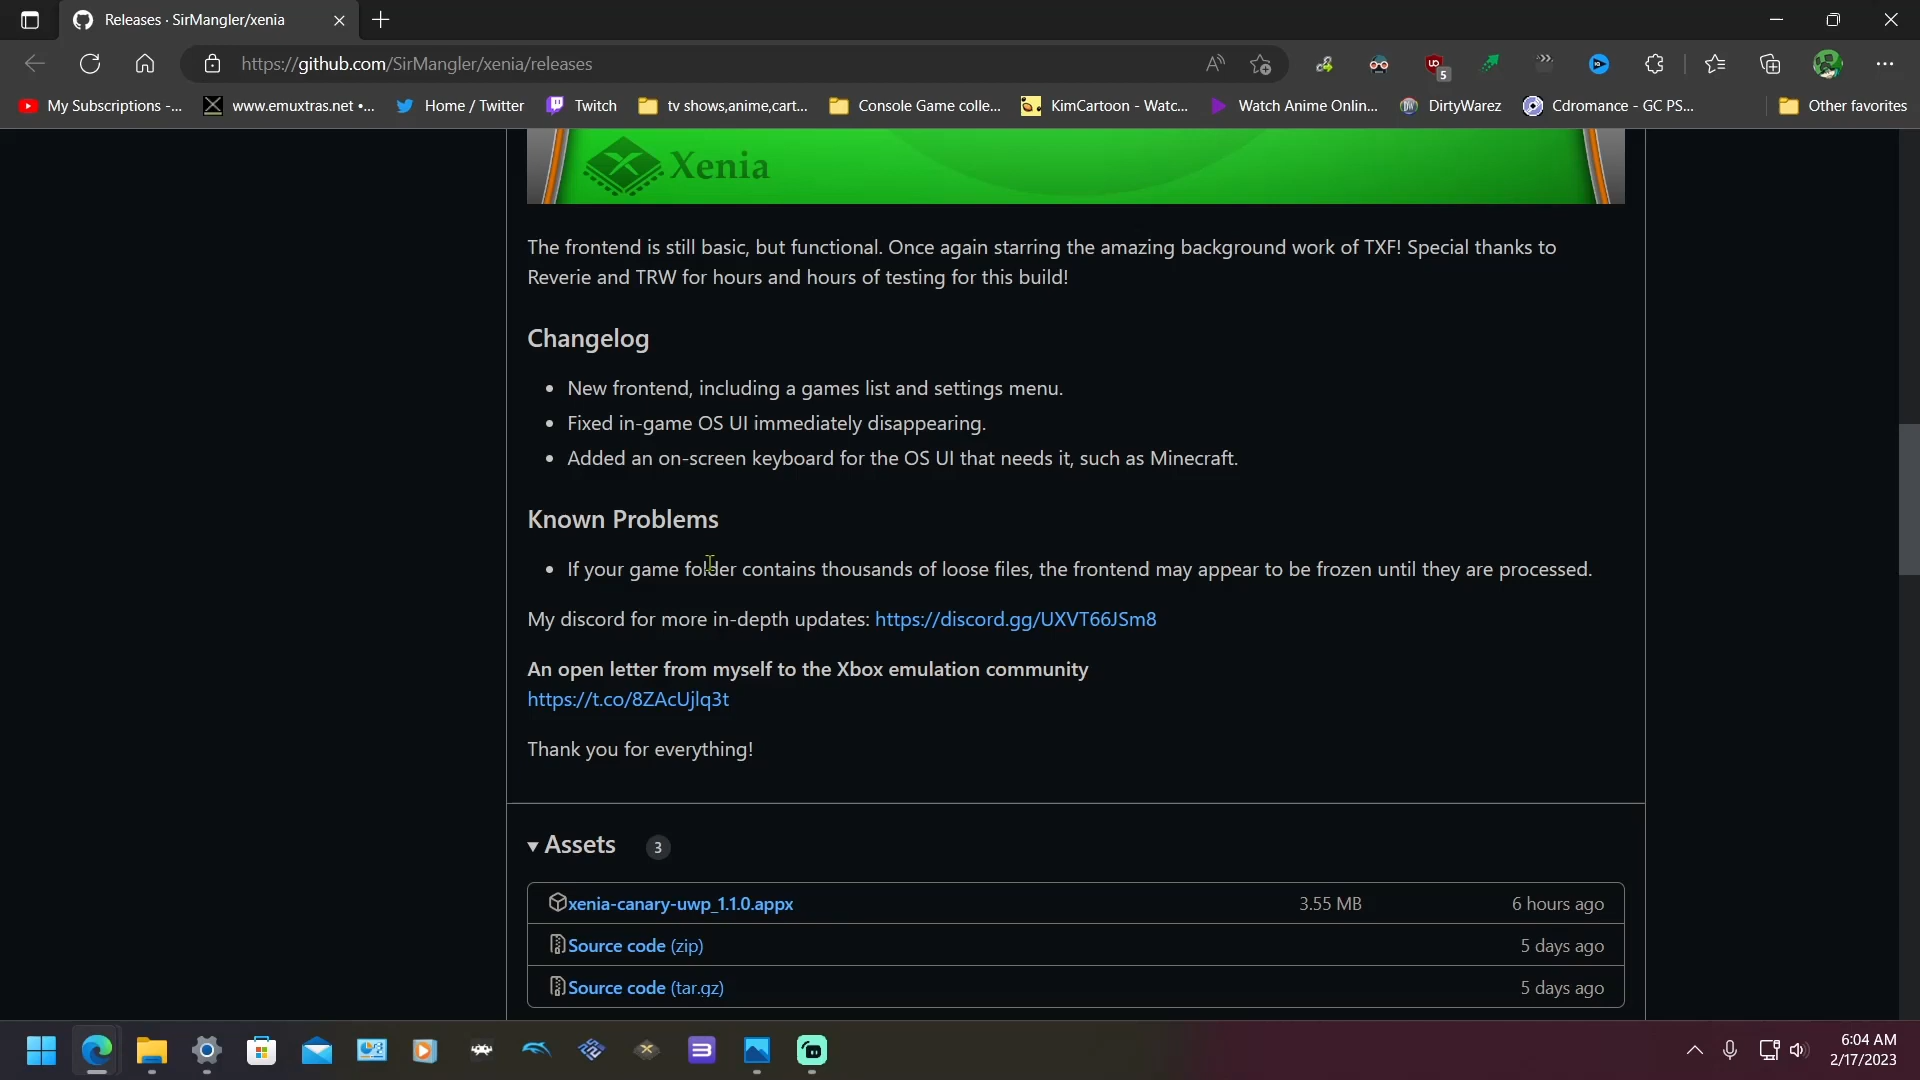 Releases · SirMangler/xenia
https://github.com/SirMangler/xenia/releases
5
My Subscriptions -...
www.emuxtras.net •...
Home / Twitter
Twitch
tv shows,anime,cart...
Console Game colle...
KimCartoon - Watc...
Watch Anime Onlin...
DirtyWarez
Cdromance - GC PS...
Other favorites
Xenia
The frontend is still basic, but functional. Once again starring the amazing background work of TXF! Special thanks to
Reverie and TRW for hours and hours of testing for this build!
Changelog
• New frontend, including a games list and settings menu.
• Fixed in-game OS UI immediately disappearing.
• Added an on-screen keyboard for the OS UI that needs it, such as Minecraft.
Known Problems
• If your game folder contains thousands of loose files, the frontend may appear to be frozen until they are processed.
My discord for more in-depth updates: https://discord.gg/UXVT66JSm8
An open letter from myself to the Xbox emulation community
https://t.co/8ZAcUjlq3t
Thank you for everything!
Assets 3
xenia-canary-uwp_1.1.0.appx 3.55 MB 6 hours ago
Source code (zip) 5 days ago
Source code (tar.gz) 5 days ago
6:04 AM
2/17/2023